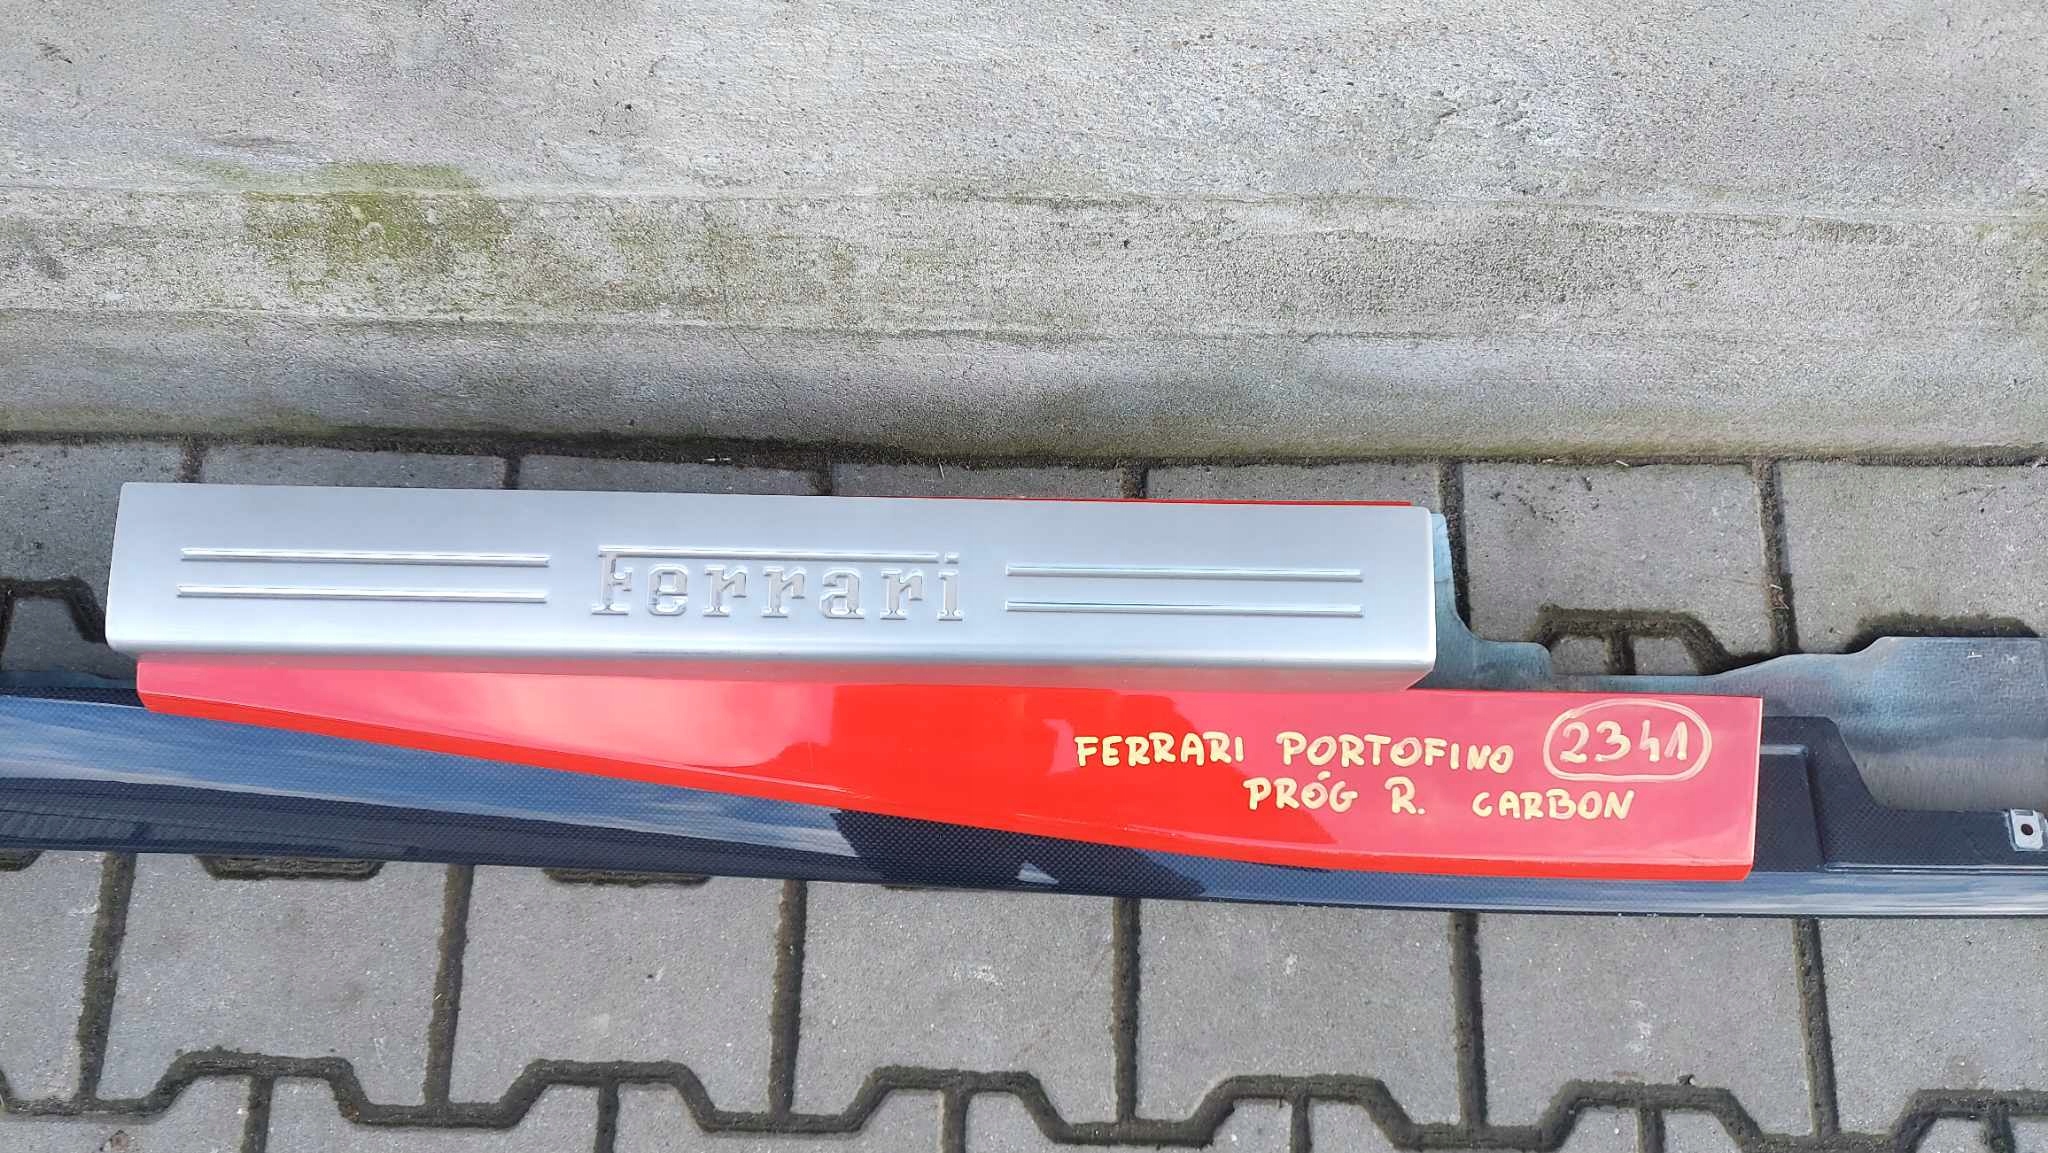 Ferrari
FERRARI PORTOFINO 2341
PRÓG R. CARBON